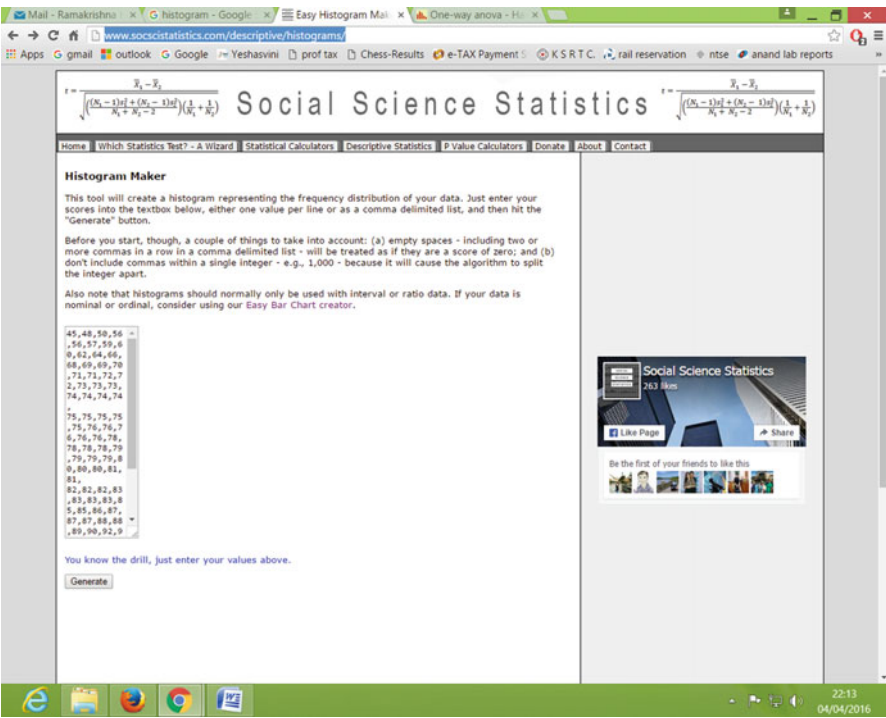 Mail - Ramakrishna
G histogram - Google
Easy Histogram Mak
One-way anova - Ha
www.socscistatistics.com/descriptive/histograms/
Apps G gmail outlook G Google Yeshasvini prof tax Chess-Results e-TAX Payment S K S R T C. rail reservation ntse anand lab reports »
Social Science Statistics
Home Which Statistics Test? - A Wizard Statistical Calculators Descriptive Statistics P Value Calculators Donate About Contact
Histogram Maker
This tool will create a histogram representing the frequency distribution of your data. Just enter your
scores into the textbox below, either one value per line or as a comma delimited list, and then hit the
"Generate" button.
Before you start, though, a couple of things to take into account: (a) empty spaces - including two or
more commas in a row in a comma delimited list - will be treated as if they are a score of zero; and (b)
don't include commas within a single integer - e.g., 1,000 - because it will cause the algorithm to split
the integer apart.
Also note that histograms should normally only be used with interval or ratio data. If your data is
nominal or ordinal, consider using our Easy Bar Chart creator.
45,48,50,56
,56,57,59,6
0,62,64,66,
68,69,69,70
,71,71,72,7
2,73,73,73,
74,74,74,74
,
75,75,75,75
,75,76,76,7
6,76,76,78,
78,78,78,79
,79,79,79,8
0,80,80,81,
81,
82,82,82,83
,83,83,83,8
5,85,86,87,
87,87,88,88
,89,90,92,9
You know the drill, just enter your values above.
Generate
Social Science Statistics
263 likes
Like Page
Share
Be the first of your friends to like this
22:13
04/04/2016